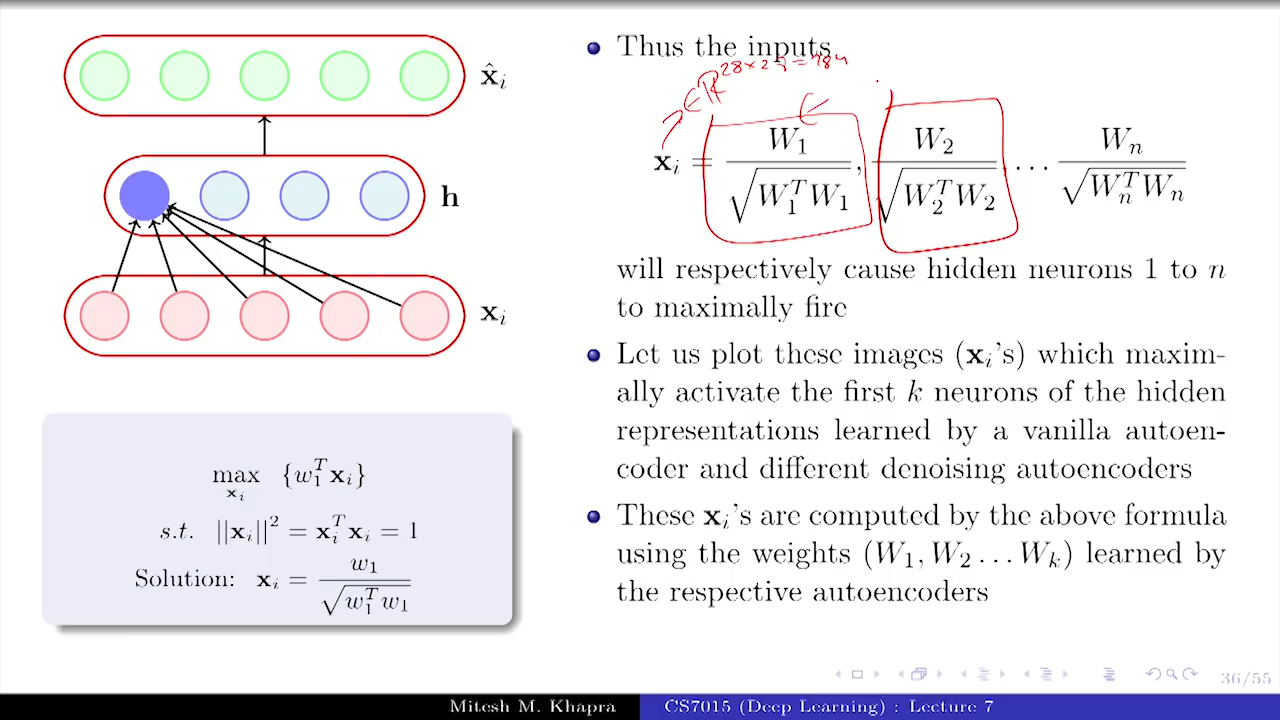 x̂ᵢ
h
xᵢ
max {w₁ᵀxᵢ}
xᵢ
s.t. ||xᵢ||² = xᵢᵀxᵢ = 1
Solution: xᵢ = w₁ / √(w₁ᵀw₁)
Thus the inputs
∈ ℝ^28×28=784
xᵢ = W₁ / √(W₁ᵀW₁), W₂ / √(W₂ᵀW₂) ... Wₙ / √(WₙᵀWₙ)
will respectively cause hidden neurons 1 to n
to maximally fire
Let us plot these images (xᵢ's) which maxim-
ally activate the first k neurons of the hidden
representations learned by a vanilla autoen-
coder and different denoising autoencoders
These xᵢ's are computed by the above formula
using the weights (W₁, W₂ ... Wₖ) learned by
the respective autoencoders
36/55
Mitesh M. Khapra CS7015 (Deep Learning) : Lecture 7